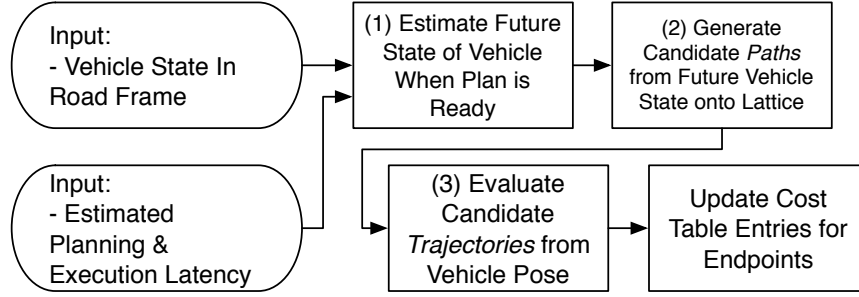 Input:
- Vehicle State In
Road Frame
(1) Estimate Future
State of Vehicle
When Plan is
Ready
(2) Generate
Candidate Paths
from Future Vehicle
State onto Lattice
Input:
- Estimated
Planning &
Execution Latency
(3) Evaluate
Candidate
Trajectories from
Vehicle Pose
Update Cost
Table Entries for
Endpoints